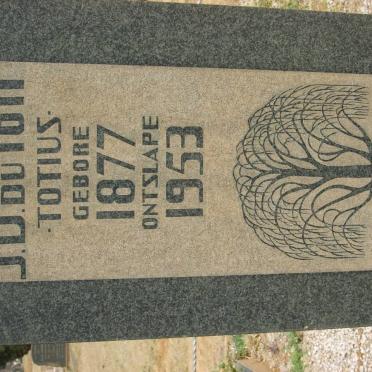 J.D. DU TOIT
·TOTIUS·
GEBORE
1877
ONTSLAPE
1953